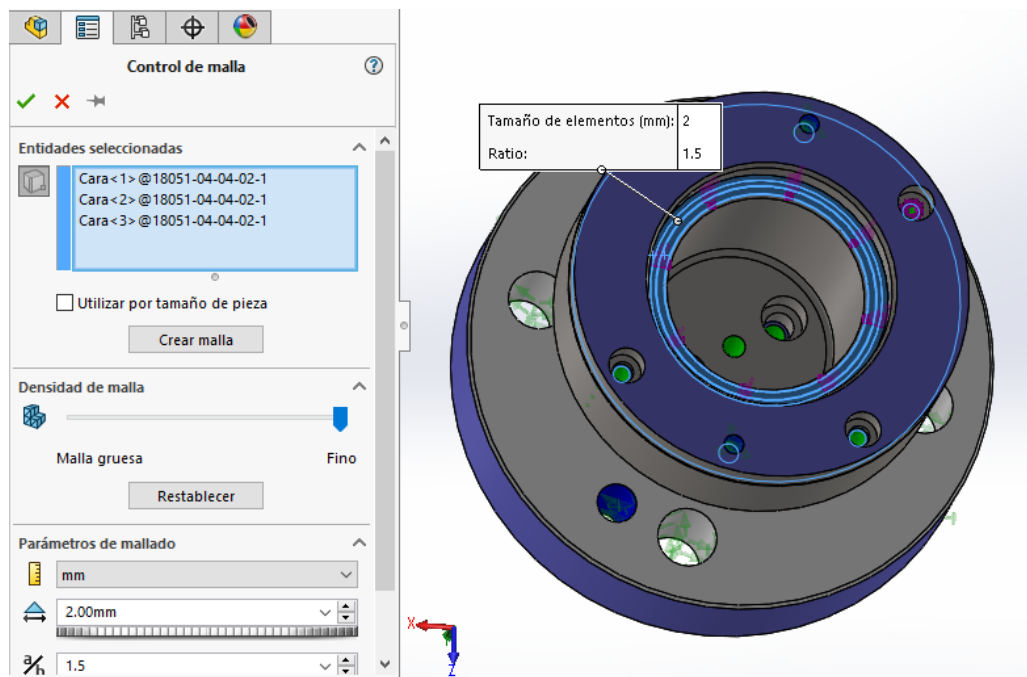 Control de malla
Entidades seleccionadas
Cara<1>@18051-04-04-02-1
Cara<2>@18051-04-04-02-1
Cara<3>@18051-04-04-02-1
Utilizar por tamaño de pieza
Crear malla
Densidad de malla
Malla gruesa Fino
Restablecer
Parámetros de mallado
mm
2.00mm
a/b 1.5
Tamaño de elementos (mm): 2
Ratio: 1.5
X
Z